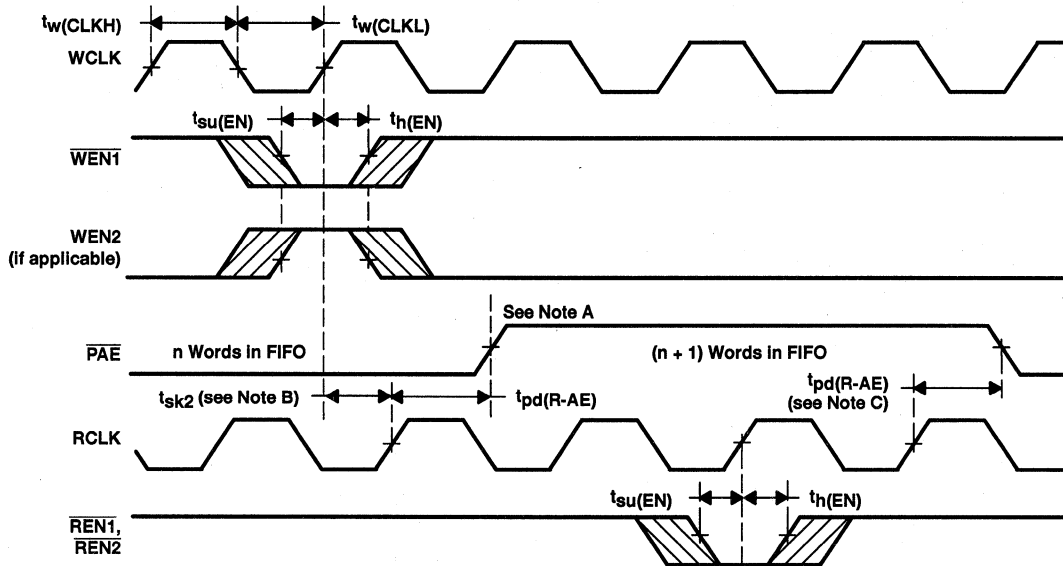 tw(CLKH)
tw(CLKL)
WCLK
tsu(EN)
th(EN)
WEN1
WEN2
(if applicable)
See Note A
PAE
n Words in FIFO
(n + 1) Words in FIFO
tsk2 (see Note B)
tpd(R-AE)
tpd(R-AE)
(see Note C)
RCLK
tsu(EN)
th(EN)
REN1,
REN2